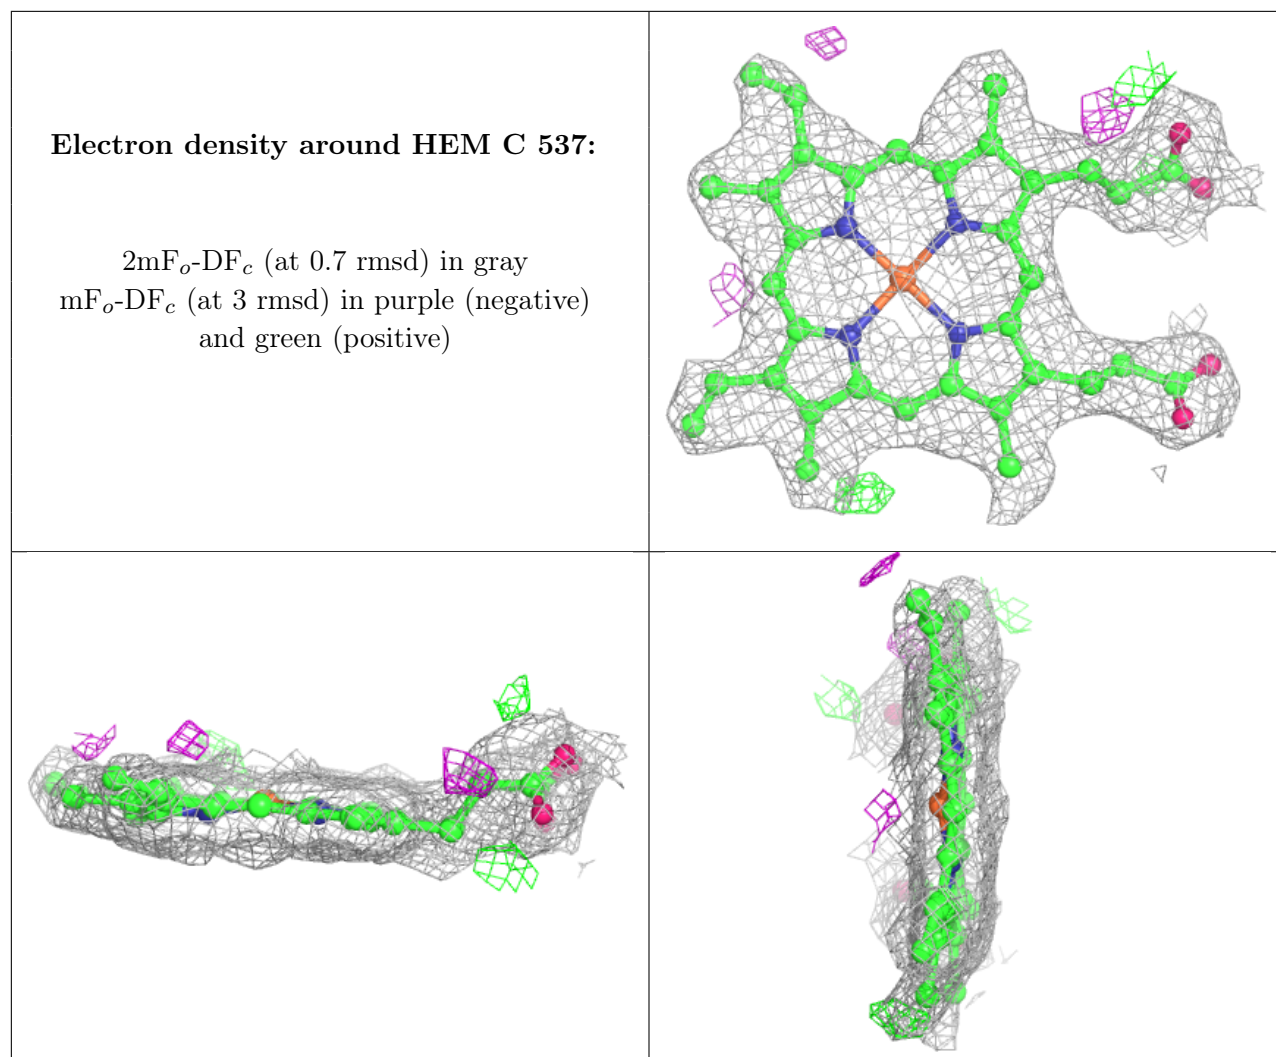 Electron density around HEM C 537:
2mFo-DFc (at 0.7 rmsd) in gray
mFo-DFc (at 3 rmsd) in purple (negative)
and green (positive)